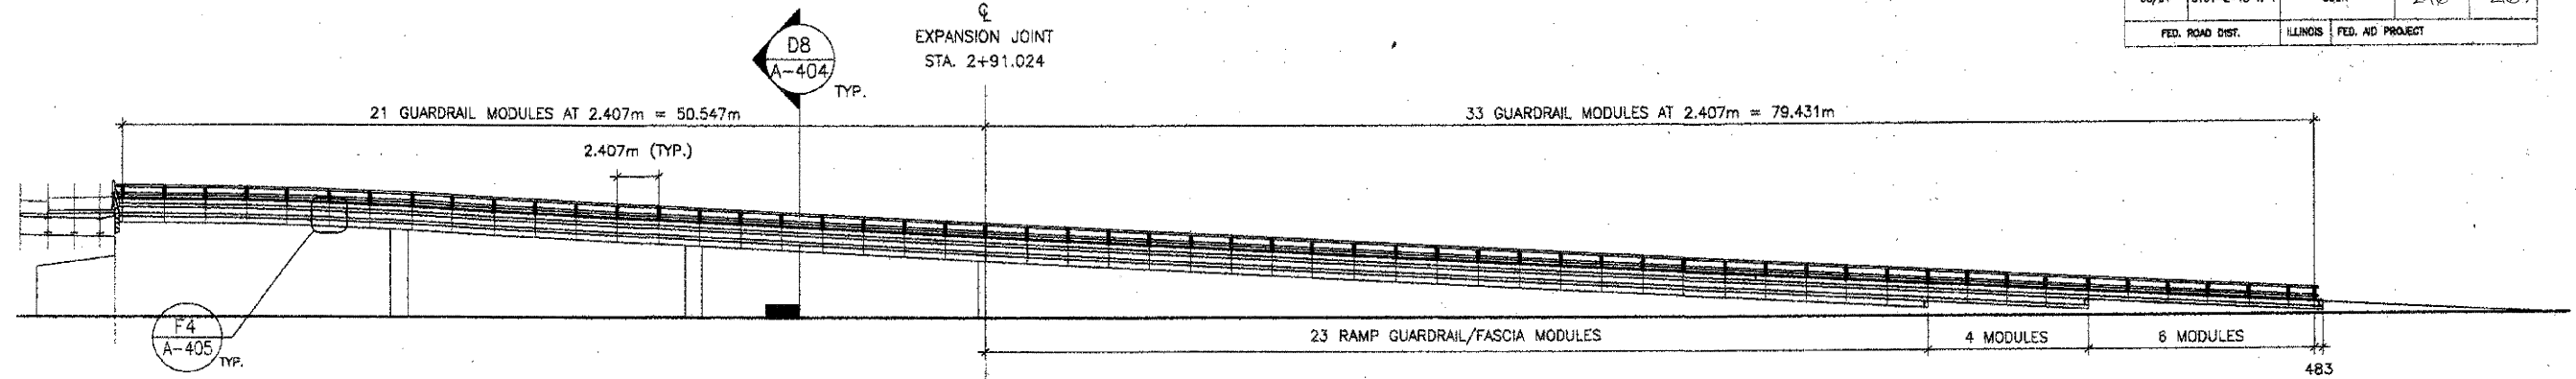 FED. ROAD DIST. ILLINOIS FED. AID PROJECT
℄
EXPANSION JOINT
STA. 2+91.024
D8
A-404
TYP.
21 GUARDRAIL MODULES AT 2.407m = 50.547m
33 GUARDRAIL MODULES AT 2.407m = 79.431m
2.407m (TYP.)
F4
A-405
TYP.
23 RAMP GUARDRAIL/FASCIA MODULES
4 MODULES
6 MODULES
483